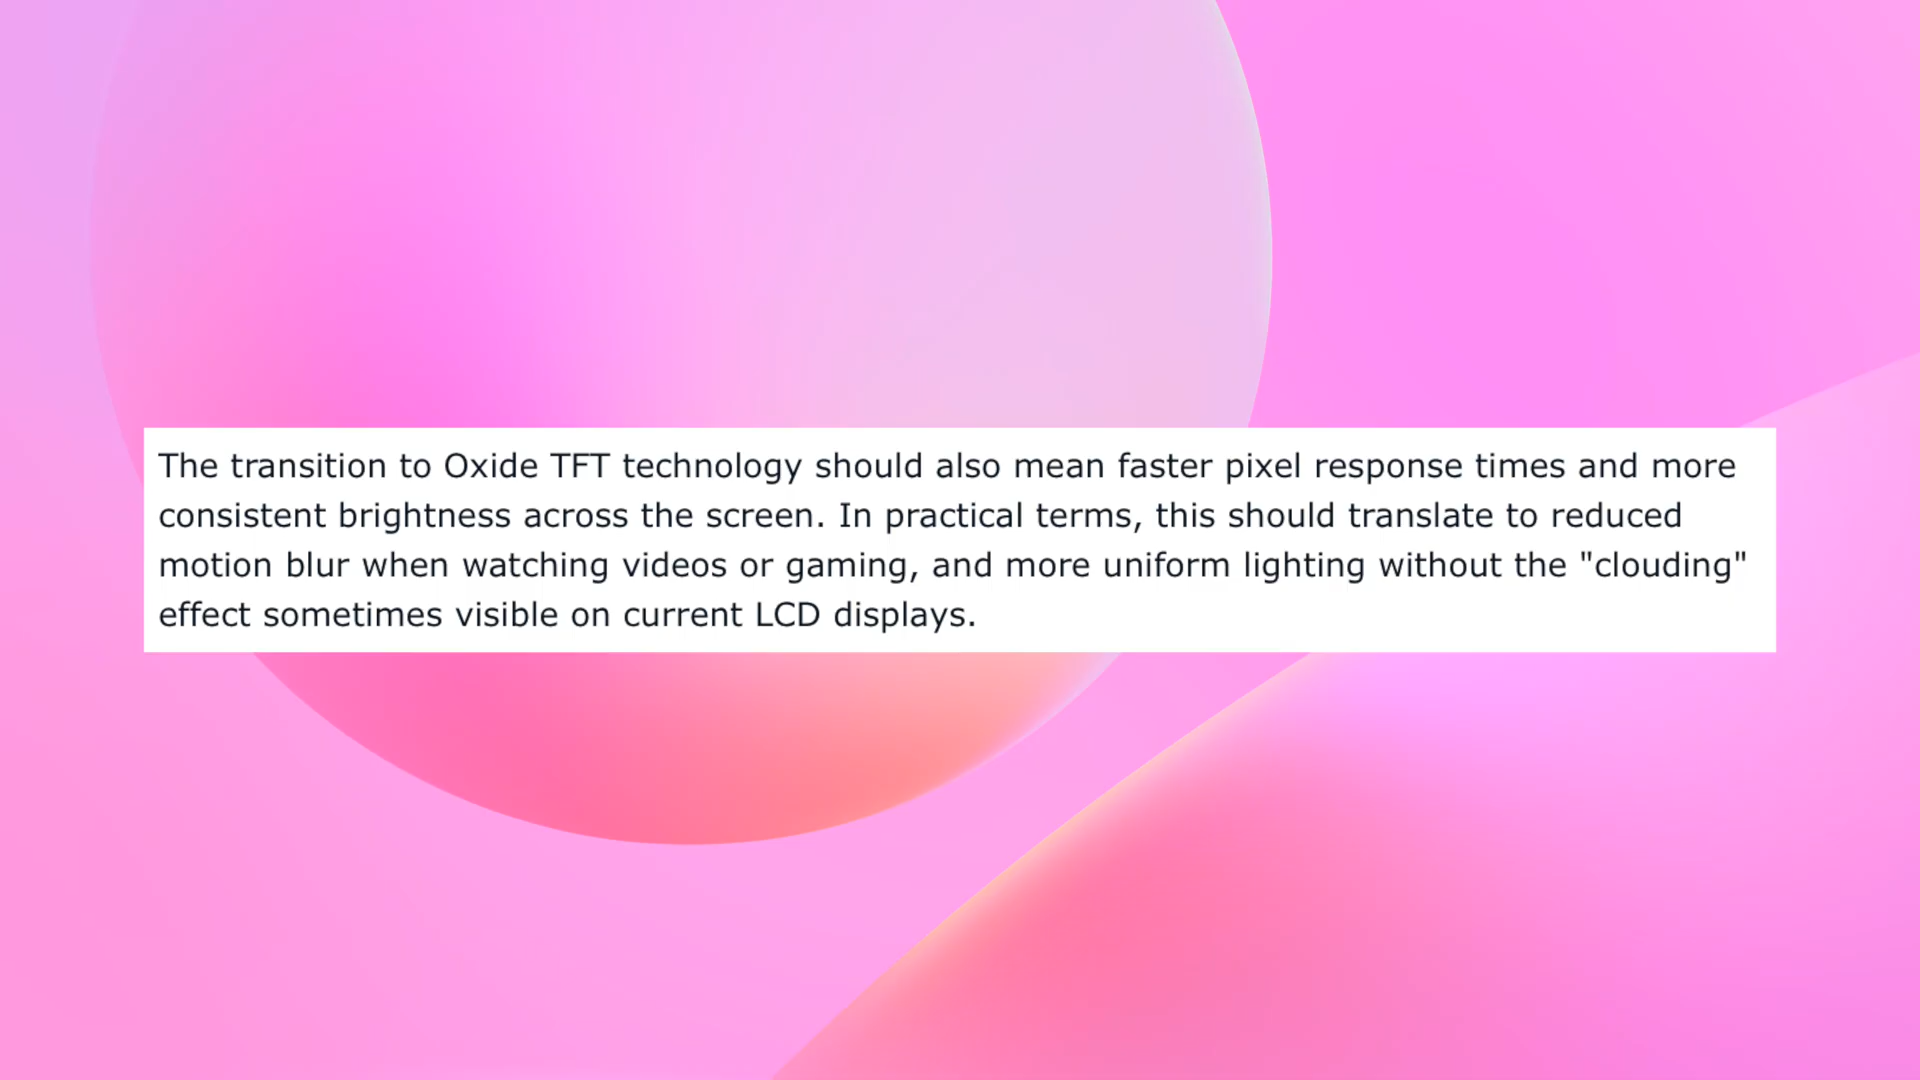 The transition to Oxide TFT technology should also mean faster pixel response times and more
consistent brightness across the screen. In practical terms, this should translate to reduced
motion blur when watching videos or gaming, and more uniform lighting without the "clouding"
effect sometimes visible on current LCD displays.